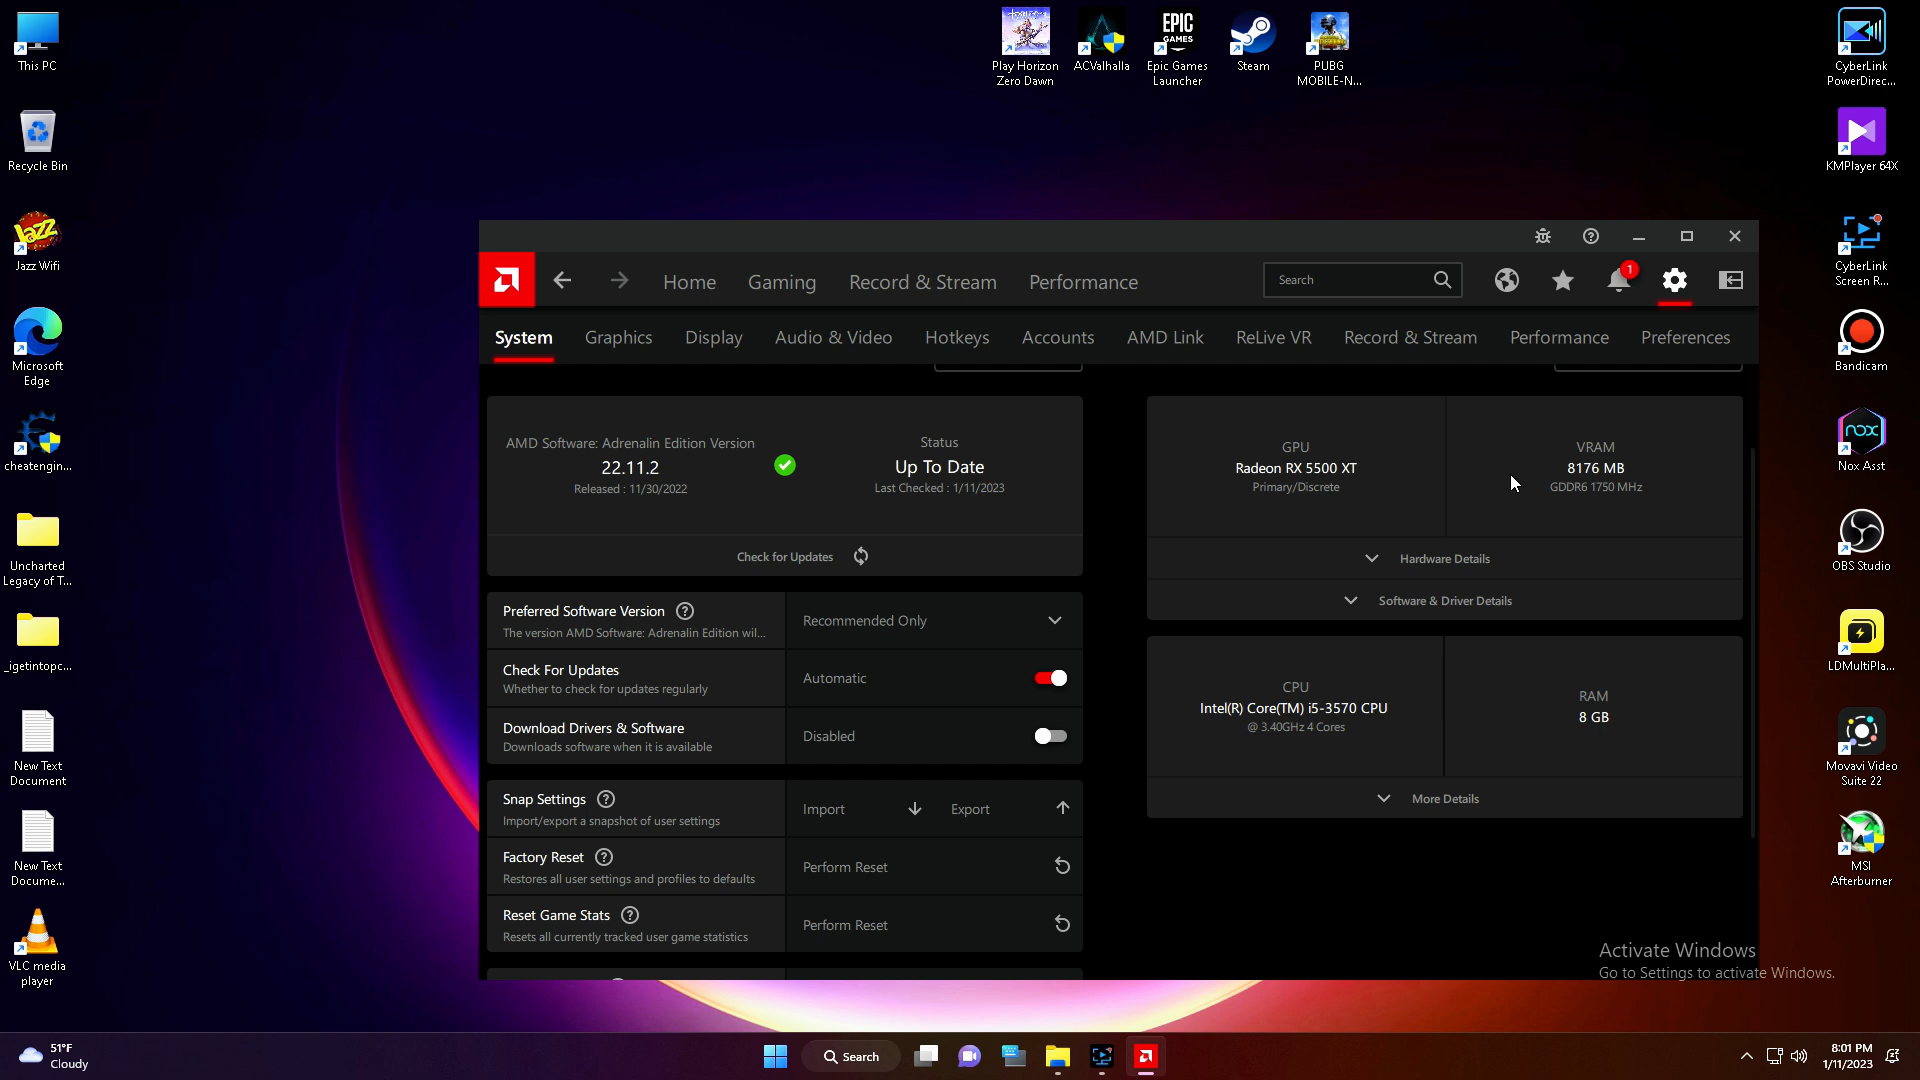 This PC
Recycle Bin
Jazz
Jazz Wifi
Microsoft
Edge
cheatengin...
Uncharted
Legacy of T...
_igetintopc...
New Text
Document
New Text
Docume...
VLC media
player
Play Horizon
Zero Dawn
ACValhalla
EPIC
GAMES
Epic Games
Launcher
Steam
PUBG
MOBILE-N...
CyberLink
PowerDirec...
KMPlayer 64X
CyberLink
Screen R...
Bandicam
nox
Nox Asst
OBS Studio
LDMultiPla...
Movavi Video
Suite 22
MSI
Afterburner
Home
Gaming
Record & Stream
Performance
Search
1
System
Graphics
Display
Audio & Video
Hotkeys
Accounts
AMD Link
ReLive VR
Record & Stream
Performance
Preferences
AMD Software: Adrenalin Edition Version
22.11.2
Released : 11/30/2022
Status
Up To Date
Last Checked : 1/11/2023
Check for Updates
Preferred Software Version
The version AMD Software: Adrenalin Edition wil...
Recommended Only
Check For Updates
Whether to check for updates regularly
Automatic
Download Drivers & Software
Downloads software when it is available
Disabled
Snap Settings
Import/export a snapshot of user settings
Import
Export
Factory Reset
Restores all user settings and profiles to defaults
Perform Reset
Reset Game Stats
Resets all currently tracked user game statistics
Perform Reset
GPU
Radeon RX 5500 XT
Primary/Discrete
VRAM
8176 MB
GDDR6 1750 MHz
Hardware Details
Software & Driver Details
CPU
Intel(R) Core(TM) i5-3570 CPU
@ 3.40GHz 4 Cores
RAM
8 GB
More Details
Activate Windows
Go to Settings to activate Windows.
51°F
Cloudy
Search
8:01 PM
1/11/2023